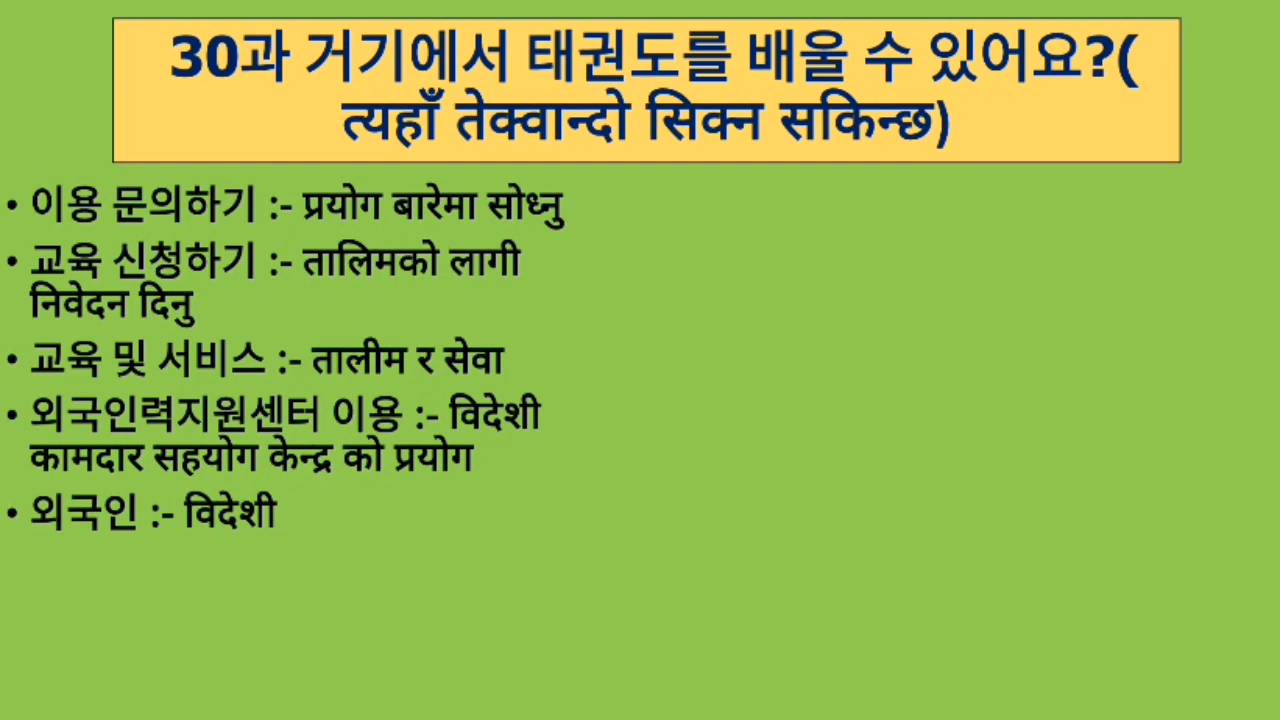 30과 거기에서 태권도를 배울 수 있어요?(
त्यहाँ तेक्वान्दो सिक्न सकिन्छ)
• 이용 문의하기 :- प्रयोग बारेमा सोध्नु
• 교육 신청하기 :- तालिमको लागी
निवेदन दिनु
• 교육 및 서비스 :- तालीम र सेवा
• 외국인력지원센터 이용 :- विदेशी
कामदार सहयोग केन्द्र को प्रयोग
• 외국인 :- विदेशी